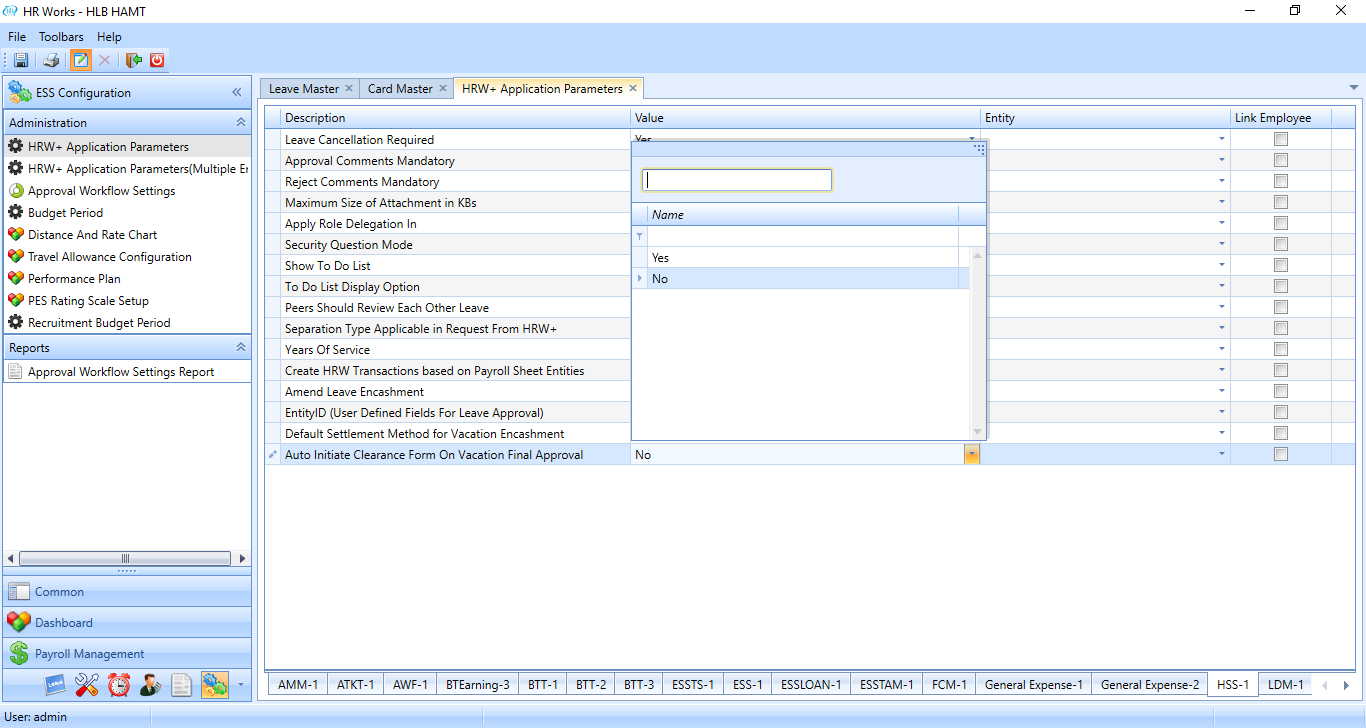 HR Works - HLB HAMT
File Toolbars Help
ESS Configuration
Administration
HRW+ Application Parameters
HRW+ Application Parameters(Multiple Er
Approval Workflow Settings
Budget Period
Distance And Rate Chart
Travel Allowance Configuration
Performance Plan
PES Rating Scale Setup
Recruitment Budget Period
Reports
Approval Workflow Settings Report
Common
Dashboard
Payroll Management
Leave Master Card Master HRW+ Application Parameters
Description Value Entity Link Employee
Leave Cancellation Required Yes
Approval Comments Mandatory
Reject Comments Mandatory
Maximum Size of Attachment in KBs
Apply Role Delegation In
Security Question Mode
Show To Do List
To Do List Display Option
Peers Should Review Each Other Leave
Separation Type Applicable in Request From HRW+
Years Of Service
Create HRW Transactions based on Payroll Sheet Entities
Amend Leave Encashment
EntityID (User Defined Fields For Leave Approval)
Default Settlement Method for Vacation Encashment
Auto Initiate Clearance Form On Vacation Final Approval No
Name
Yes
No
AMM-1 ATKT-1 AWF-1 BTEarning-3 BTT-1 BTT-2 BTT-3 ESSTS-1 ESS-1 ESSLOAN-1 ESSTAM-1 FCM-1 General Expense-1 General Expense-2 HSS-1 LDM-1
User: admin